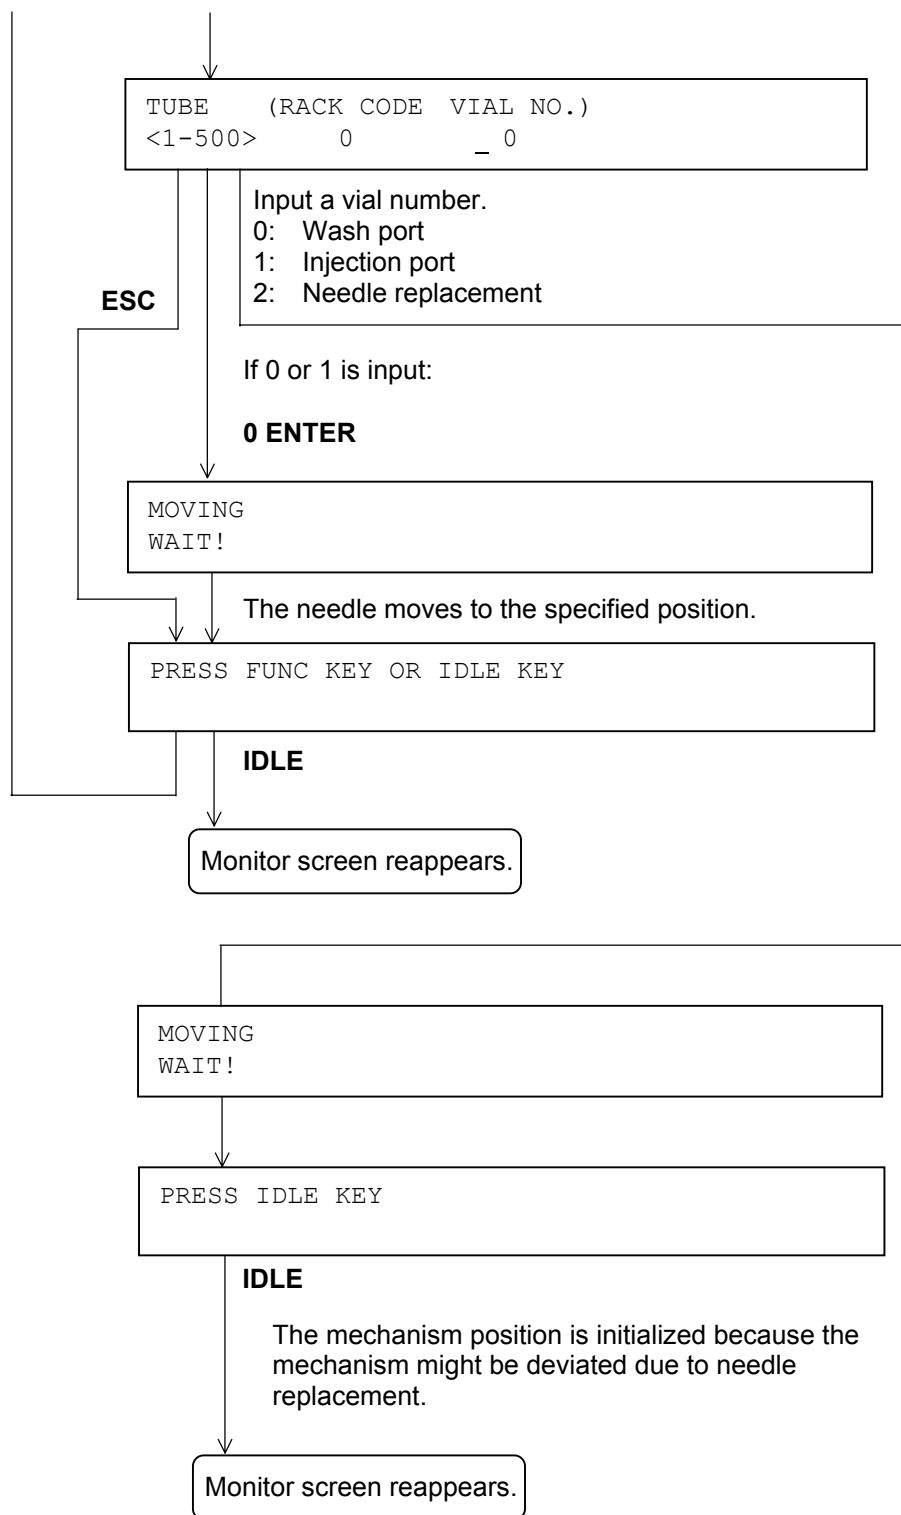 TUBE (RACK CODE VIAL NO.)
<1-500> 0 _ 0
Input a vial number.
0: Wash port
1: Injection port
2: Needle replacement
ESC
If 0 or 1 is input:
0 ENTER
MOVING
WAIT!
The needle moves to the specified position.
PRESS FUNC KEY OR IDLE KEY
IDLE
Monitor screen reappears.
MOVING
WAIT!
PRESS IDLE KEY
IDLE
The mechanism position is initialized because the
mechanism might be deviated due to needle
replacement.
Monitor screen reappears.